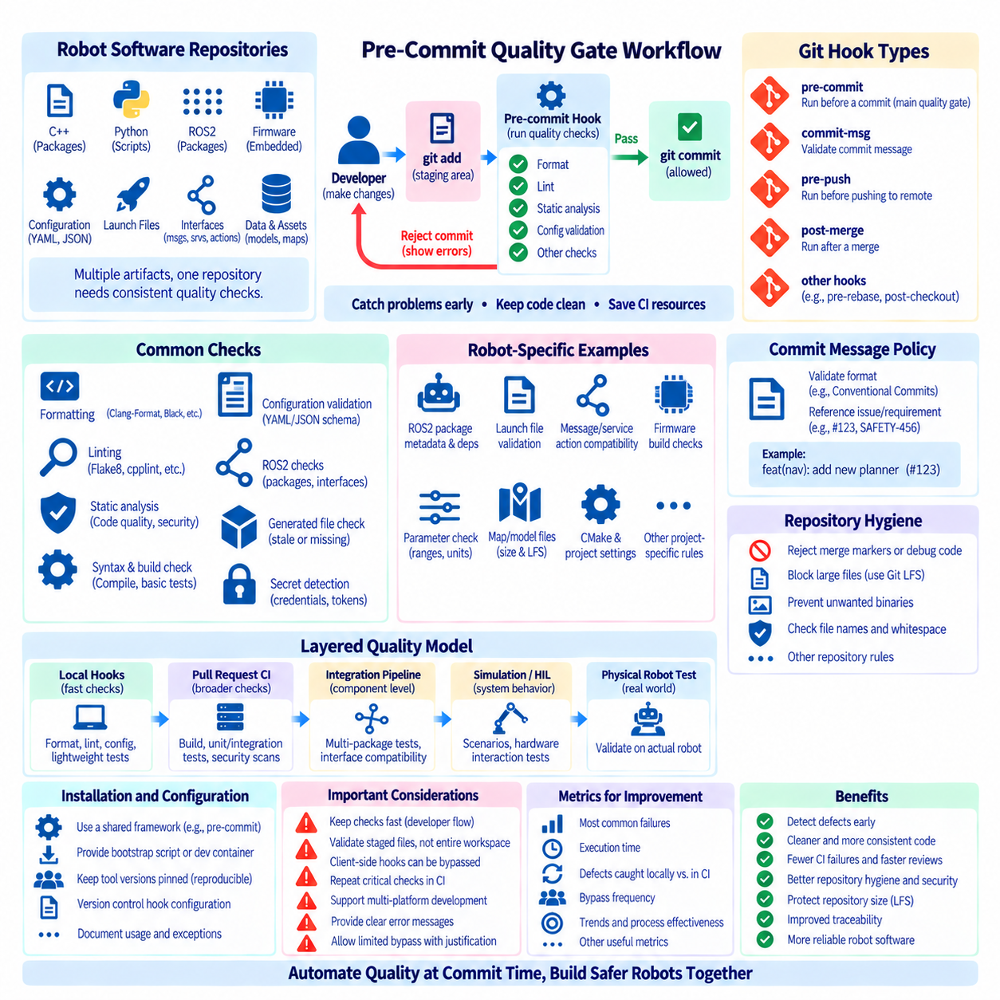 Robot Software Repositories
C++
(Packages)
Python
(Scripts)
ROS2
(Packages)
Firmware
(Embedded)
Configuration
(YAML, JSON)
Launch Files
Interfaces
(msgs, srvs, actions)
Data & Assets
(models, maps)
Multiple artifacts, one repository
needs consistent quality checks.
Pre-Commit Quality Gate Workflow
Developer
(make changes)
git add
(staging area)
Pre-commit Hook
(run quality checks)
Format
Lint
Static analysis
Config validation
Other checks
Pass
git commit
(allowed)
Reject commit
(show errors)
Catch problems early • Keep code clean • Save CI resources
Git Hook Types
pre-commit
Run before a commit (main quality gate)
commit-msg
Validate commit message
pre-push
Run before pushing to remote
post-merge
Run after a merge
other hooks
(e.g., pre-rebase, post-checkout)
Common Checks
</>
Formatting (Clang-Format, Black, etc.)
Linting
(Flake8, cpplint, etc.)
Static analysis
(Code quality, security)
Syntax & build check
(Compile, basic tests)
Configuration validation
(YAML/JSON schema)
ROS2 checks
(packages, interfaces)
Generated file check
(stale or missing)
Secret detection
(credentials, tokens)
Robot-Specific Examples
ROS2 package
metadata & deps
Launch file
validation
Message/service
action compatibility
Firmware
build checks
Parameter check
(ranges, units)
Map/model files
(size & LFS)
CMake &
project settings
Other project-
specific rules
Commit Message Policy
Validate format
(e.g., Conventional Commits)
Reference issue/requirement
(e.g., #123, SAFETY-456)
Example:
feat(nav): add new planner (#123)
Repository Hygiene
Reject merge markers or debug code
Block large files (use Git LFS)
Prevent unwanted binaries
Check file names and whitespace
Other repository rules
Layered Quality Model
Local Hooks
(fast checks)
Format, lint, config,
lightweight tests
Pull Request CI
(broader checks)
Build, unit/integration
tests, security scans
Integration Pipeline
(component level)
Multi-package tests,
interface compatibility
Simulation / HIL
(system behavior)
Scenarios, hardware
interaction tests
Physical Robot Test
(real world)
Validate on actual robot
Installation and Configuration
Use a shared framework (e.g., pre-commit)
Provide bootstrap script or dev container
Keep tool versions pinned (reproducible)
Version control hook configuration
Document usage and exceptions
Important Considerations
Keep checks fast (developer flow)
Validate staged files, not entire workspace
Client-side hooks can be bypassed
Repeat critical checks in CI
Support multi-platform development
Provide clear error messages
Allow limited bypass with justification
Metrics for Improvement
Most common failures
Execution time
Defects caught locally vs. in CI
Bypass frequency
Trends and process effectiveness
Other useful metrics
Benefits
Detect defects early
Cleaner and more consistent code
Fewer CI failures and faster reviews
Better repository hygiene and security
Protect repository size (LFS)
Improved traceability
More reliable robot software
Automate Quality at Commit Time, Build Safer Robots Together